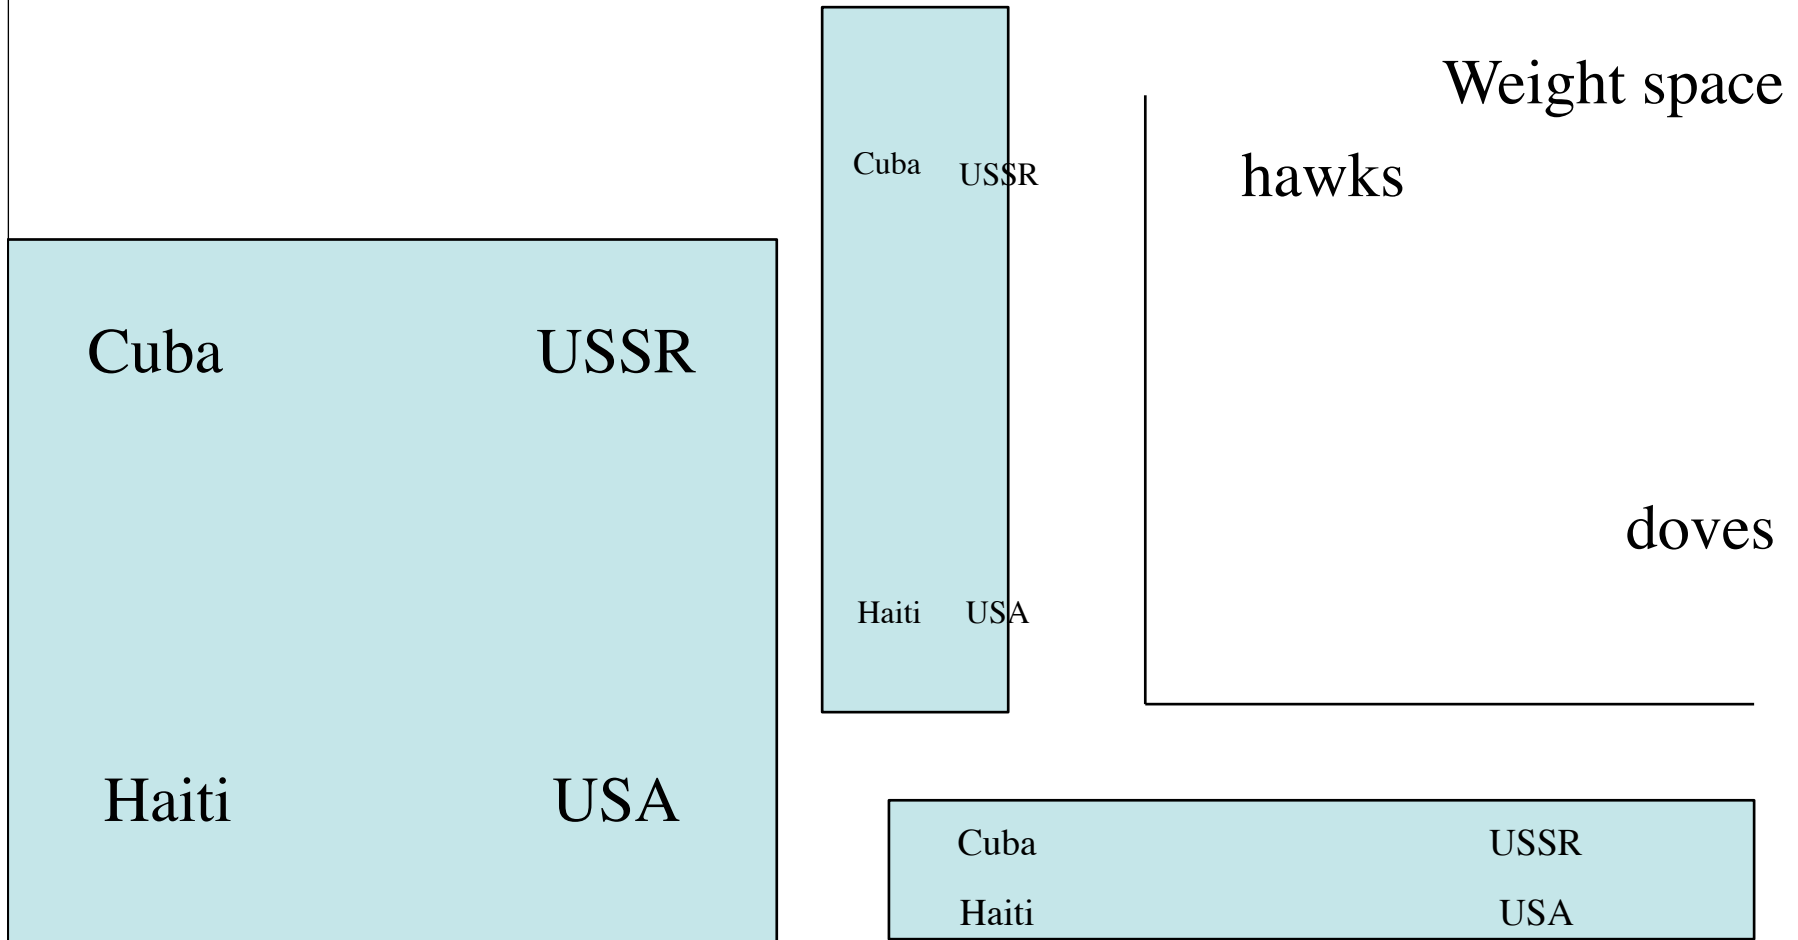 Weight space
hawks
doves
Cuba USSR
Haiti USA
Cuba USSR
Haiti USA
Cuba USSR
Haiti USA